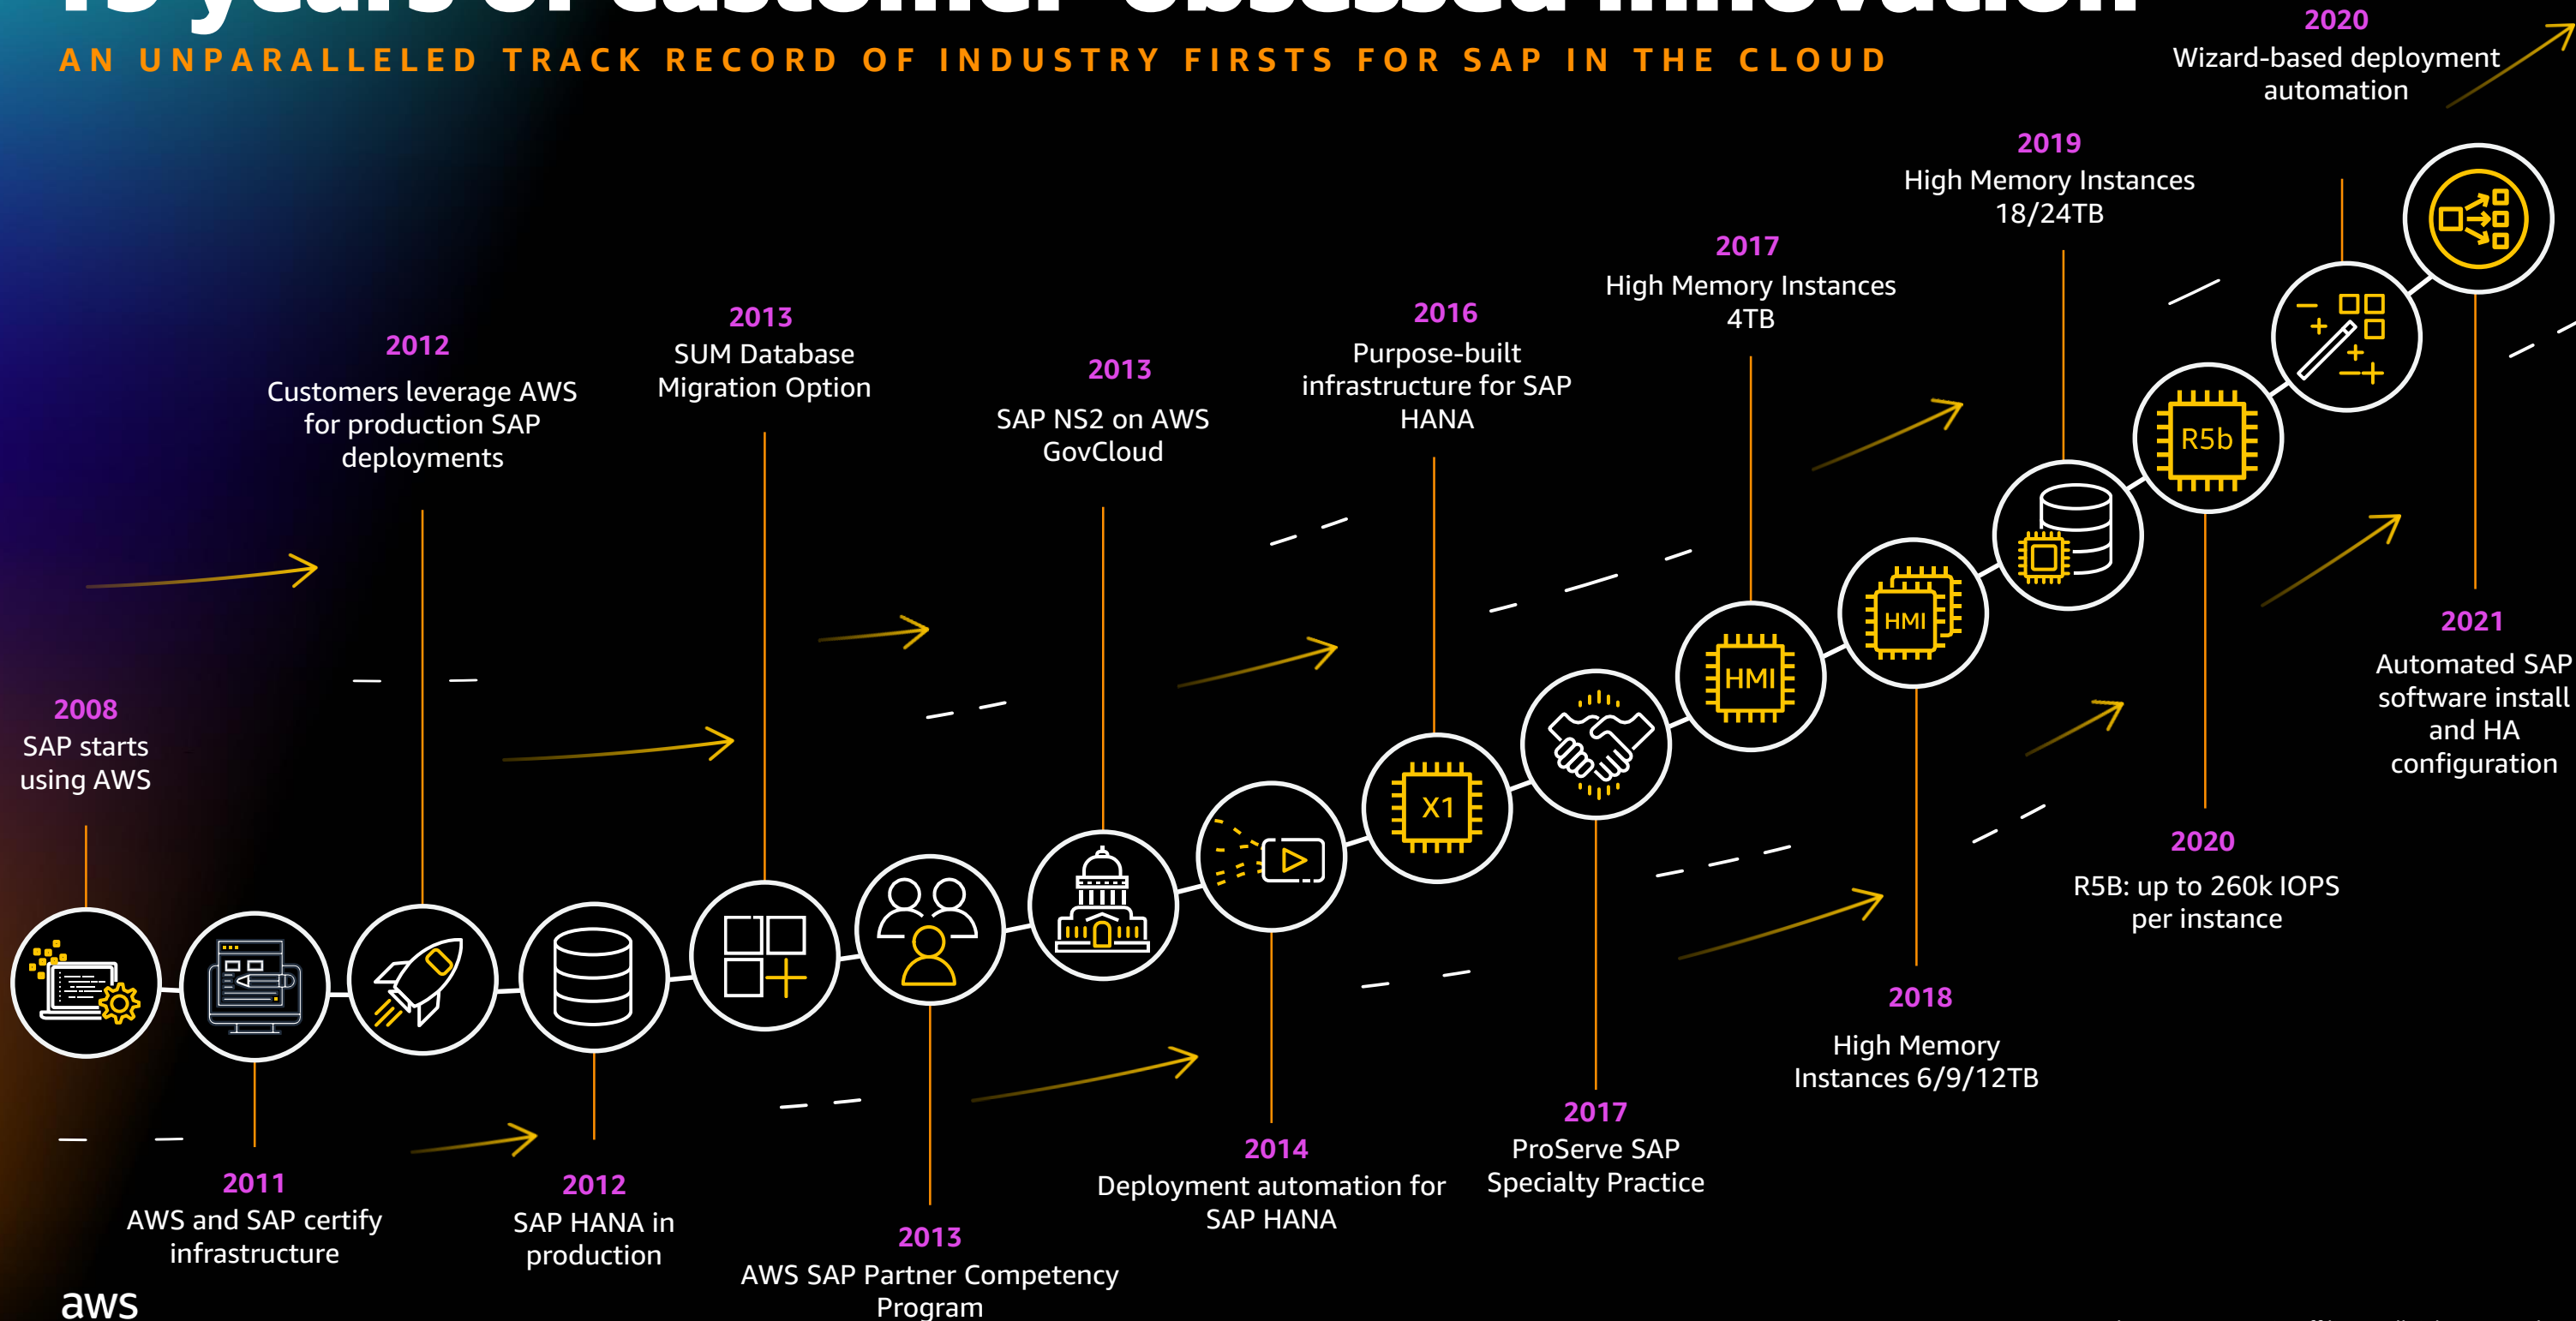 15 years of customer-obsessed innovation
AN UNPARALLELED TRACK RECORD OF INDUSTRY FIRSTS FOR SAP IN THE CLOUD
2008
SAP starts
using AWS
2011
AWS and SAP certify
infrastructure
2012
Customers leverage AWS
for production SAP
deployments
2012
SAP HANA in
production
2013
SUM Database
Migration Option
2013
AWS SAP Partner Competency
Program
2013
SAP NS2 on AWS
GovCloud
2014
Deployment automation for
SAP HANA
2016
Purpose-built
infrastructure for SAP
HANA
X1
2017
ProServe SAP
Specialty Practice
2017
High Memory Instances
4TB
HMI
2018
High Memory
Instances 6/9/12TB
HMI
2019
High Memory Instances
18/24TB
2020
R5B: up to 260k IOPS
per instance
R5b
2020
Wizard-based deployment
automation
2021
Automated SAP
software install
and HA
configuration
aws